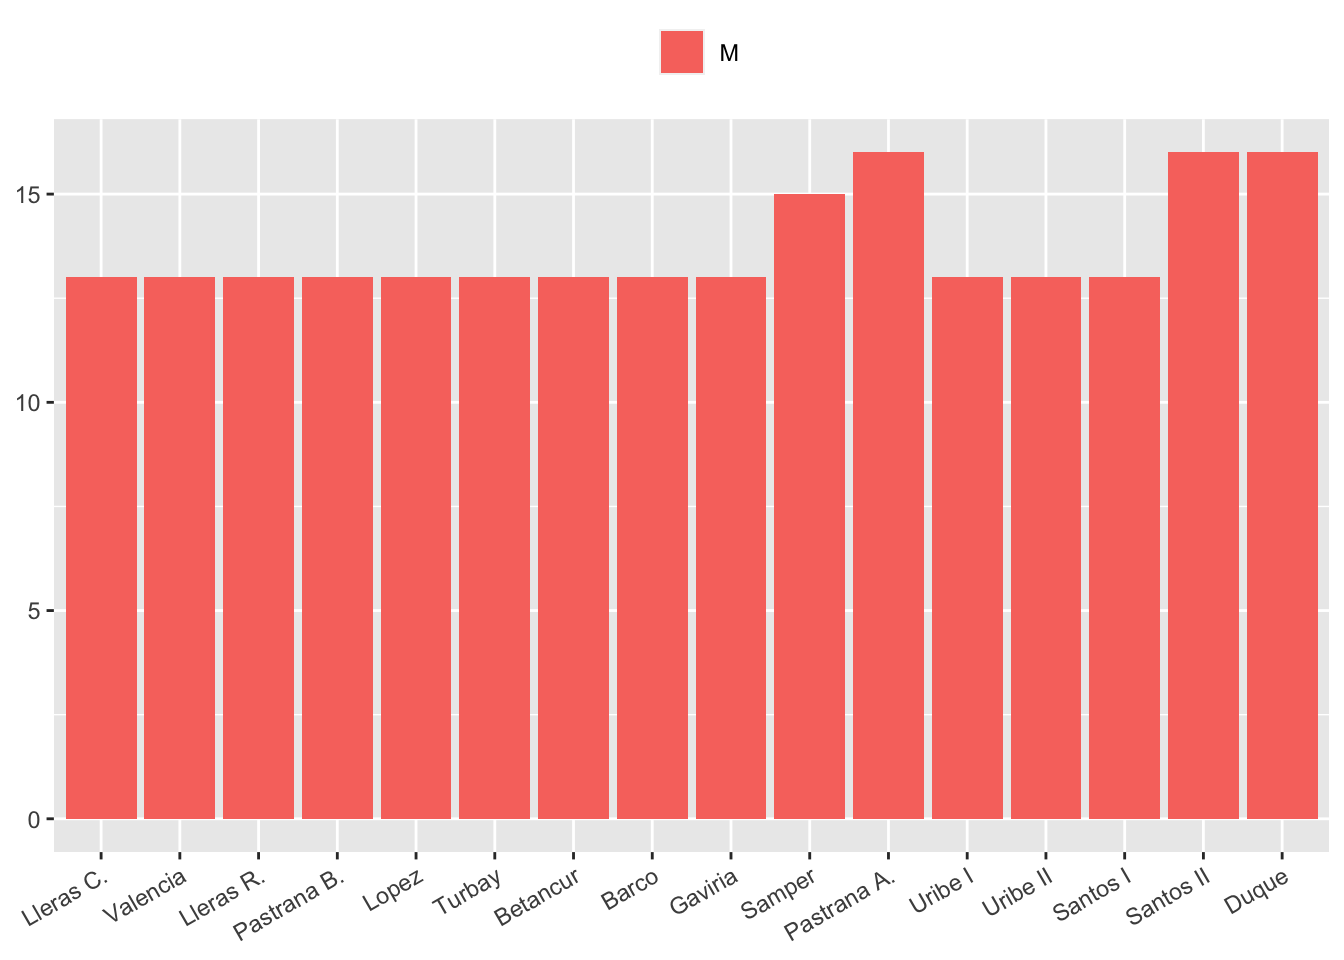 M
15
10
5
0
Lleras C.
Valencia
Lleras R.
Pastrana B.
Lopez
Turbay
Betancur
Barco
Gaviria
Samper
Pastrana A.
Uribe I
Uribe II
Santos I
Santos II
Duque